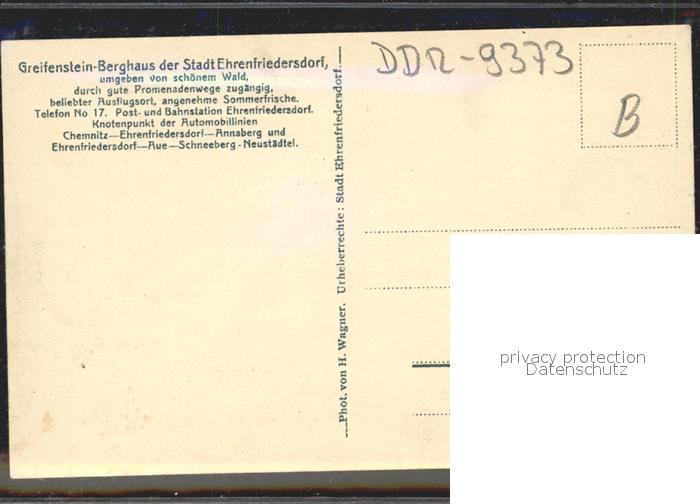 Greifenstein-Berghaus der Stadt Ehrenfriedersdorf,
umgeben von schönem Wald,
durch gute Promenadenwege zugängig,
beliebter Ausflugsort, angenehme Sommerfrische.
Telefon No 17. Post- und Bahnstation Ehrenfriedersdorf.
Knotenpunkt der Automobillinien
Chemnitz—Ehrenfriedersdorf—Annaberg und
Ehrenfriedersdorf—Aue—Schneeberg - Neustädtel.
Phot. von H. Wagner. Urheberrechte: Stadt Ehrenfriedersdorf.
DDR-9373
B
privacy protection
Datenschutz